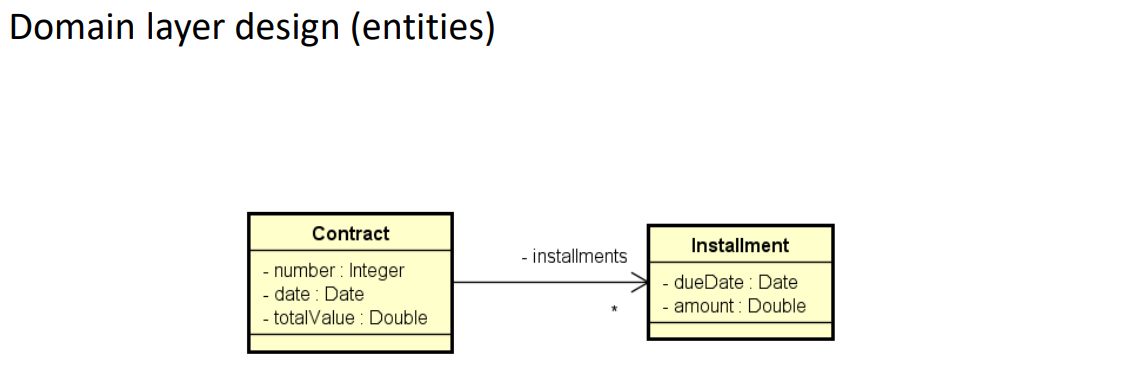 Domain layer design (entities)
Contract
- number : Integer
- date : Date
- totalValue : Double
- installments
*
Installment
- dueDate : Date
- amount : Double